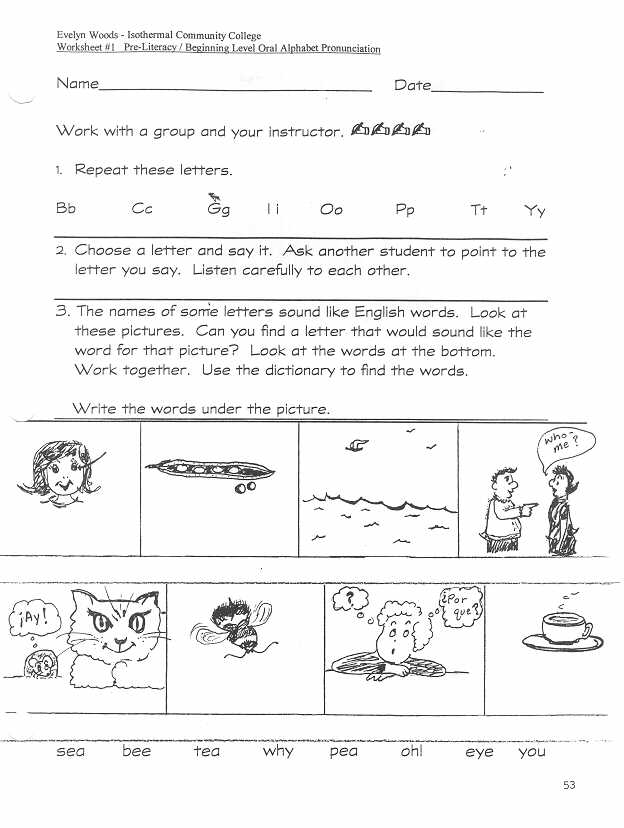 Evelyn Woods - Isothermal Community College
Worksheet #1 Pre-Literacy / Beginning Level Oral Alphabet Pronunciation
Name Date
Work with a group and your instructor.
1. Repeat these letters.
Bb Cc Gg Ii Oo Pp Tt Yy
2. Choose a letter and say it. Ask another student to point to the
letter you say. Listen carefully to each other.
3. The names of some letters sound like English words. Look at
these pictures. Can you find a letter that would sound like the
word for that picture? Look at the words at the bottom.
Work together. Use the dictionary to find the words.
Write the words under the picture.
who-
me?
¡Ay!
?
¿Por
que?
sea bee tea why pea oh! eye you
53